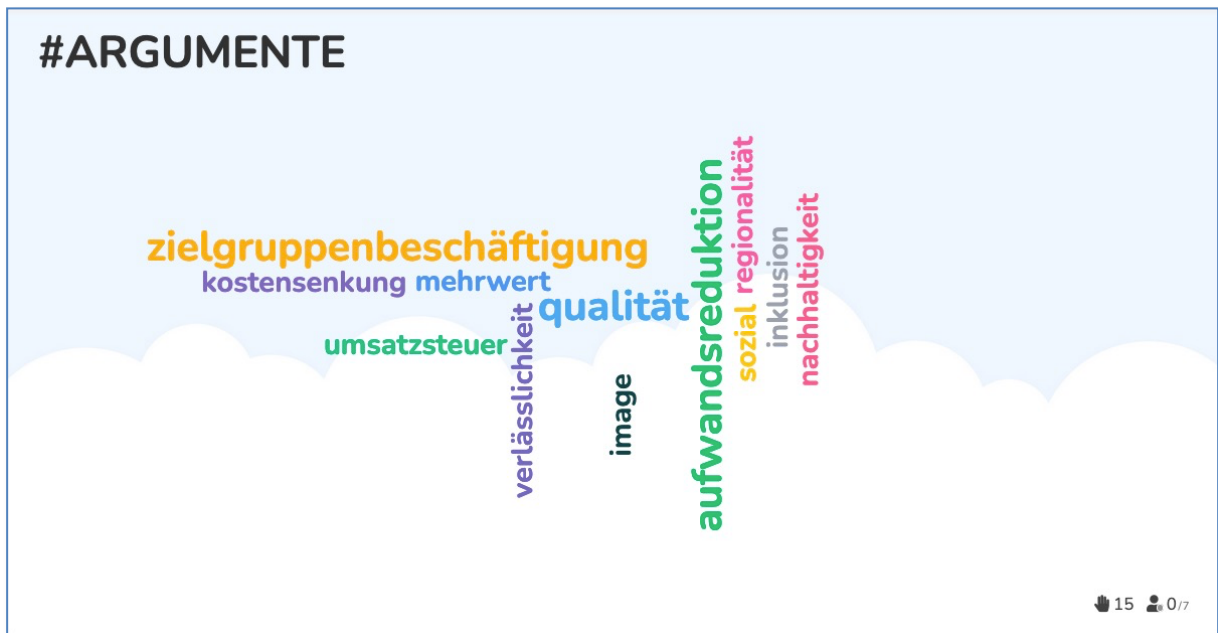 #ARGUMENTE
zielgruppenbeschäftigung
kostensenkung
mehrwert
qualität
umsatzsteuer
verlässlichkeit
image
aufwandsreduktion
regionalität
sozial
inklusion
nachhaltigkeit
15
0/7